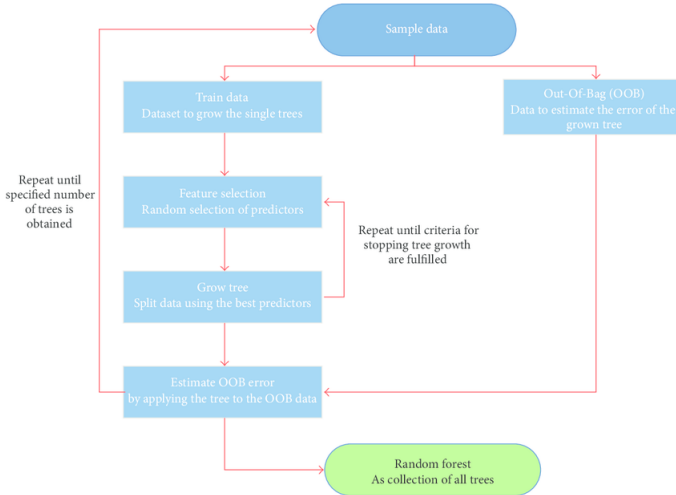 Sample data
Train data
Dataset to grow the single trees
Out-Of-Bag (OOB)
Data to estimate the error of the
grown tree
Repeat until
specified number
of trees is
obtained
Feature selection
Random selection of predictors
Repeat until criteria for
stopping tree growth
are fulfilled
Grow tree
Split data using the best predictors
Estimate OOB error
by applying the tree to the OOB data
Random forest
As collection of all trees